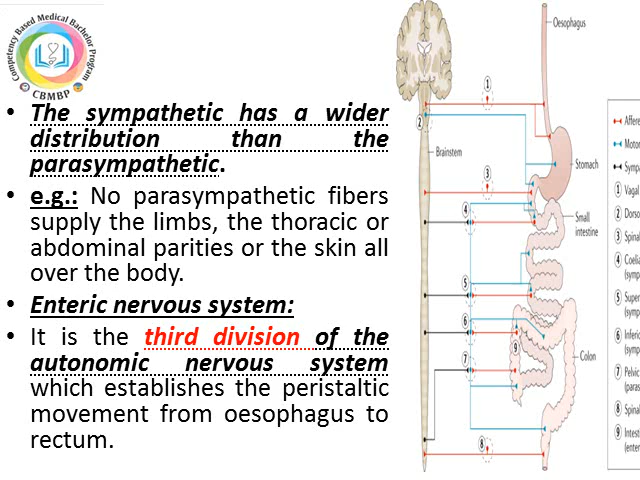 Competency Based Medical Bachelor Program
CBMBP
• The sympathetic has a wider
distribution than the
parasympathetic.
• e.g.: No parasympathetic fibers
supply the limbs, the thoracic or
abdominal parities or the skin all
over the body.
• Enteric nervous system:
• It is the third division of the
autonomic nervous system
which establishes the peristaltic
movement from oesophagus to
rectum.
Oesophagus
1
2
Brainstem
Stomach
3
4
Small
intestine
5
6
9
Colon
7
8
Affere
Motor
Sympa
1 Vagal
2 Dorso
3 Spinal
4 Coelia
(symp
5 Super
(symp
6 Inferio
(symp
7 Pelvic
(paras
8 Spinal
9 Intesti
(enter